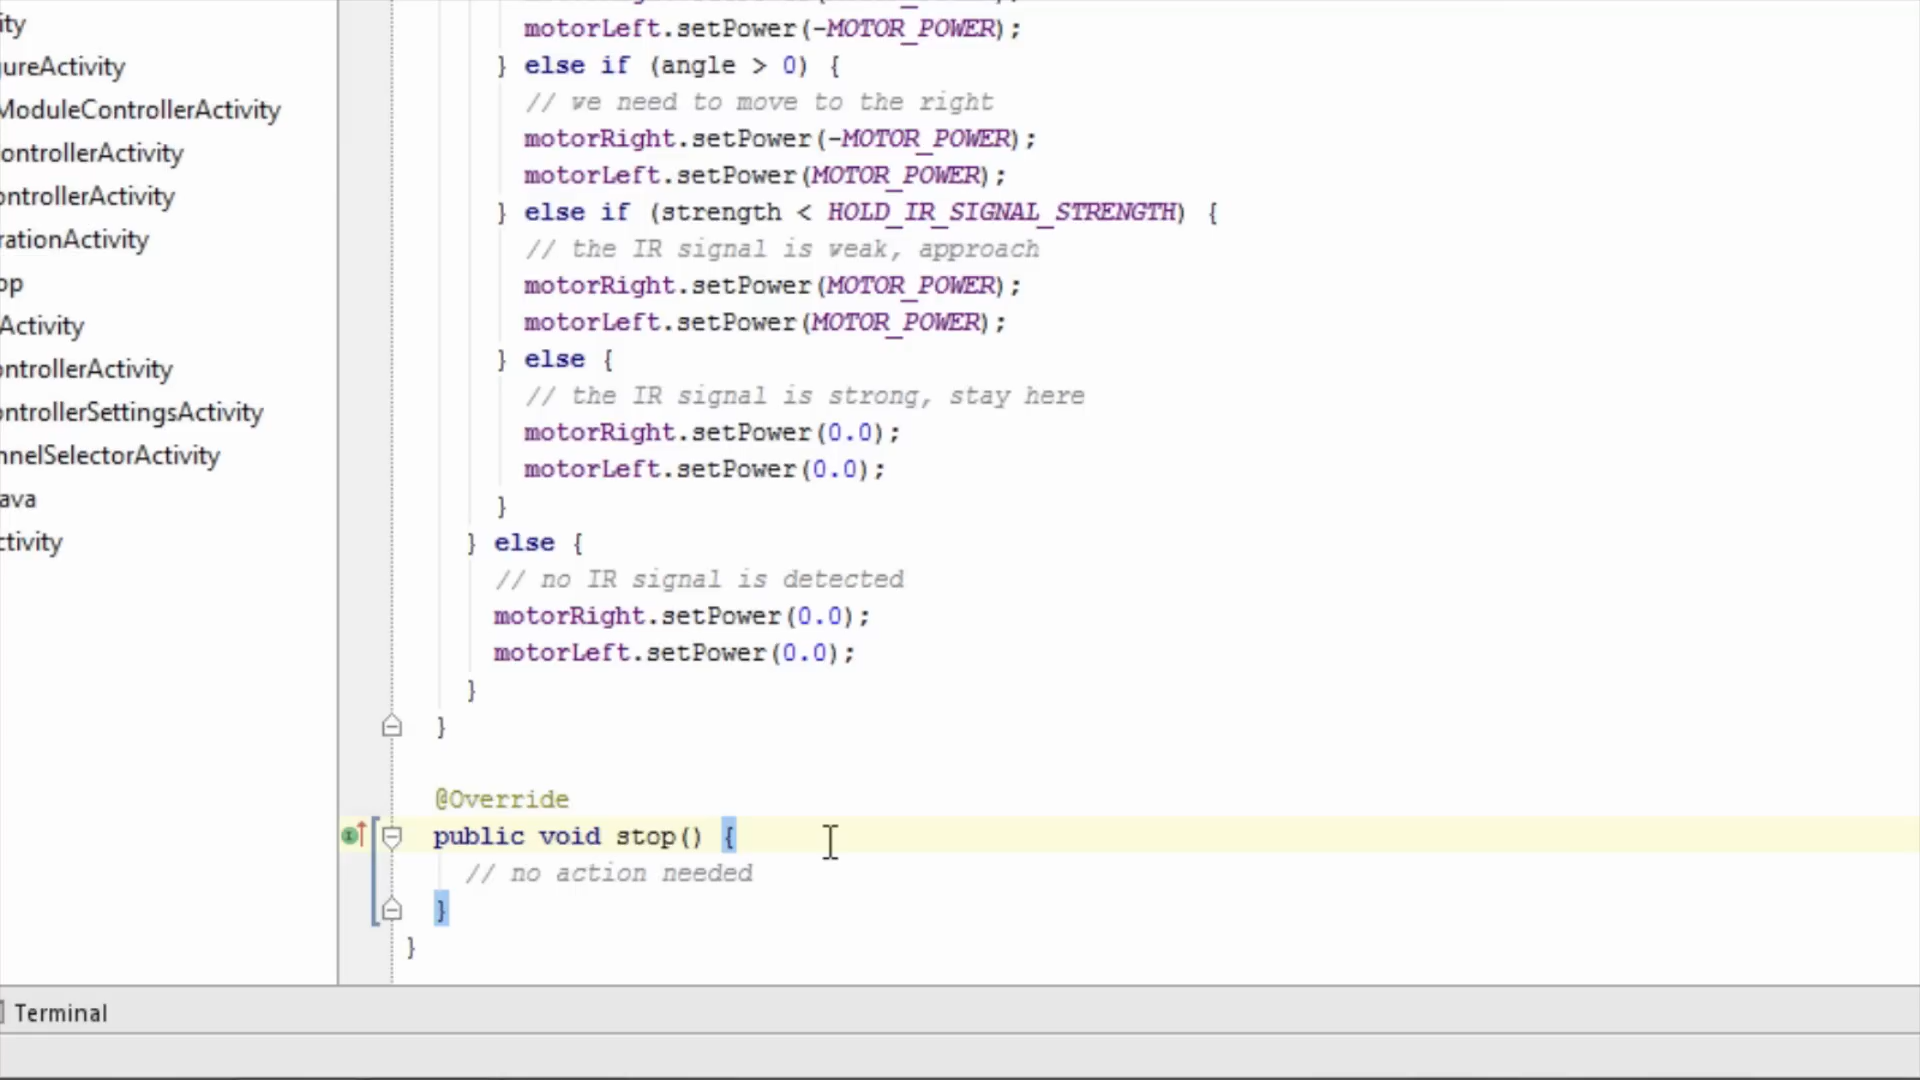 ity
ureActivity
ModuleControllerActivity
ontrollerActivity
ontrollerActivity
rationActivity
op
Activity
ontrollerActivity
ontrollerSettingsActivity
nnelSelectorActivity
ava
ctivity
motorLeft.setPower(-MOTOR_POWER);
} else if (angle > 0) {
// we need to move to the right
motorRight.setPower(-MOTOR_POWER);
motorLeft.setPower(MOTOR_POWER);
} else if (strength < HOLD_IR_SIGNAL_STRENGTH) {
// the IR signal is weak, approach
motorRight.setPower(MOTOR_POWER);
motorLeft.setPower(MOTOR_POWER);
} else {
// the IR signal is strong, stay here
motorRight.setPower(0.0);
motorLeft.setPower(0.0);
}
} else {
// no IR signal is detected
motorRight.setPower(0.0);
motorLeft.setPower(0.0);
}
}
@Override
public void stop() {
// no action needed
}
}
Terminal